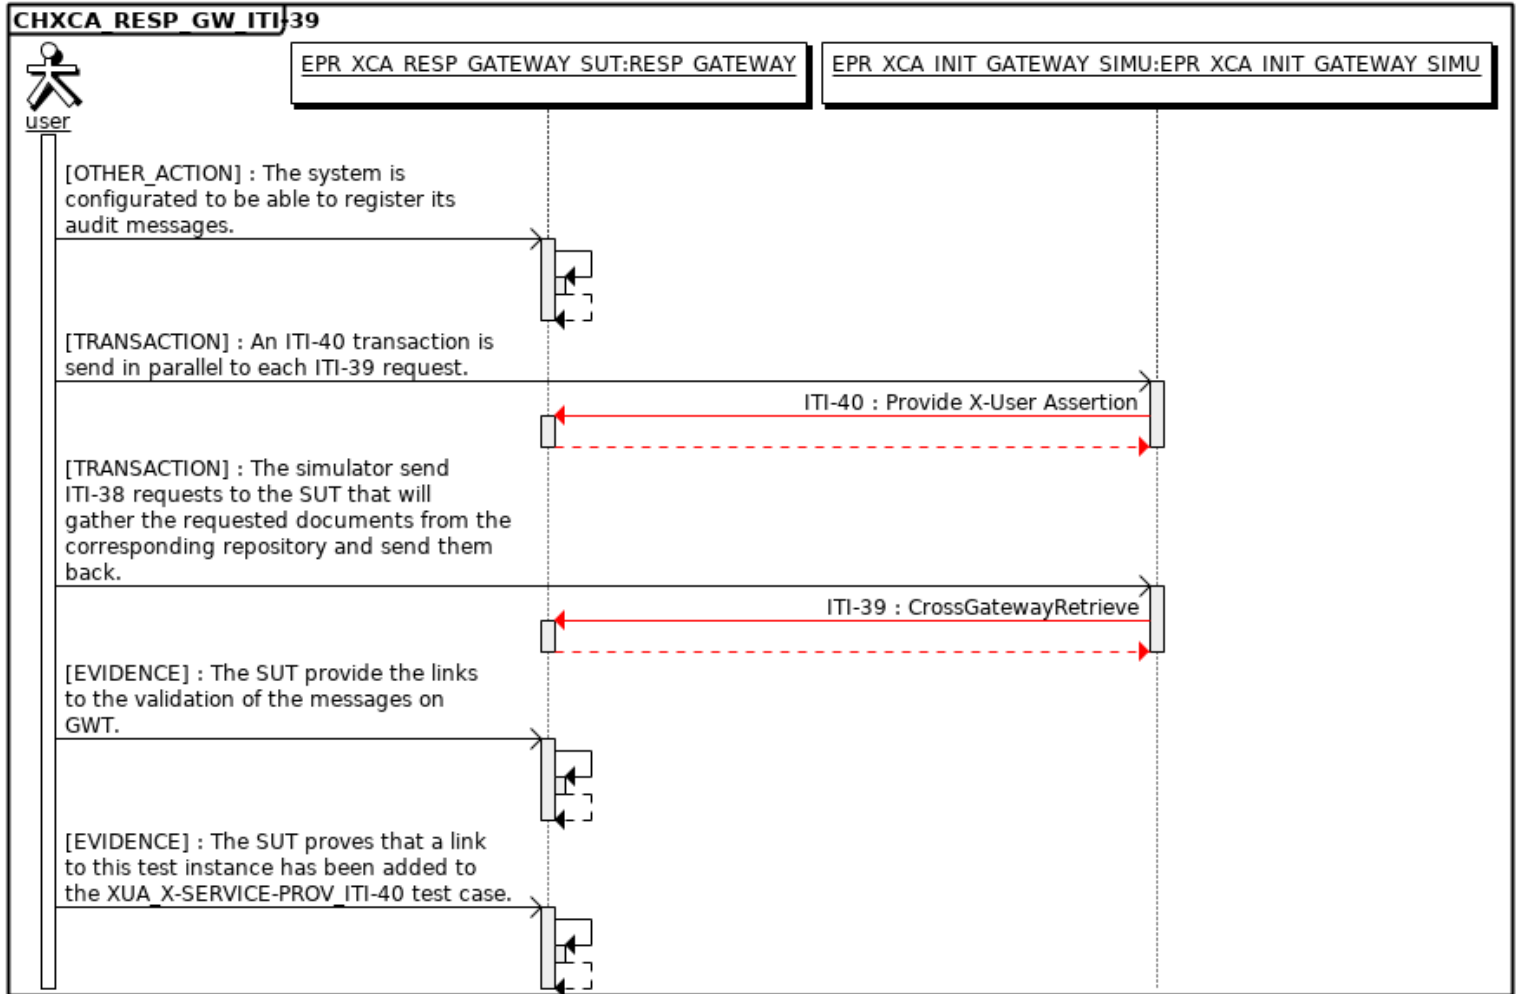 CHXCA_RESP_GW_ITI-39
EPR_XCA_RESP_GATEWAY_SUT:RESP_GATEWAY
EPR_XCA_INIT_GATEWAY_SIMU:EPR_XCA_INIT_GATEWAY_SIMU
user
[OTHER_ACTION] : The system is
configurated to be able to register its
audit messages.
[TRANSACTION] : An ITI-40 transaction is
send in parallel to each ITI-39 request.
ITI-40 : Provide X-User Assertion
[TRANSACTION] : The simulator send
ITI-38 requests to the SUT that will
gather the requested documents from the
corresponding repository and send them
back.
ITI-39 : CrossGatewayRetrieve
[EVIDENCE] : The SUT provide the links
to the validation of the messages on
GWT.
[EVIDENCE] : The SUT proves that a link
to this test instance has been added to
the XUA_X-SERVICE-PROV_ITI-40 test case.